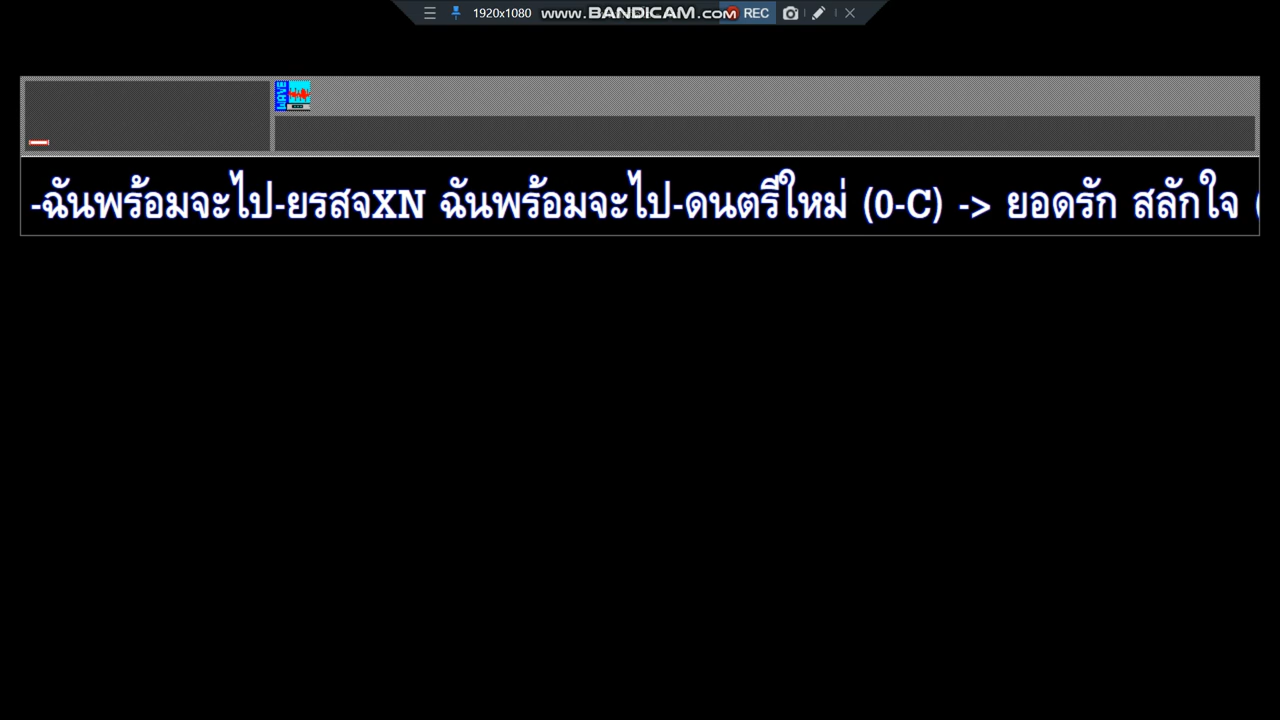 1920x1080 www.BANDICAM.com REC
WAVE
-ฉันพร้อมจะไป-ยรสจXN ฉันพร้อมจะไป-ดนตรีใหม่ (0-C) -> ยอดรัก สลักใจ (